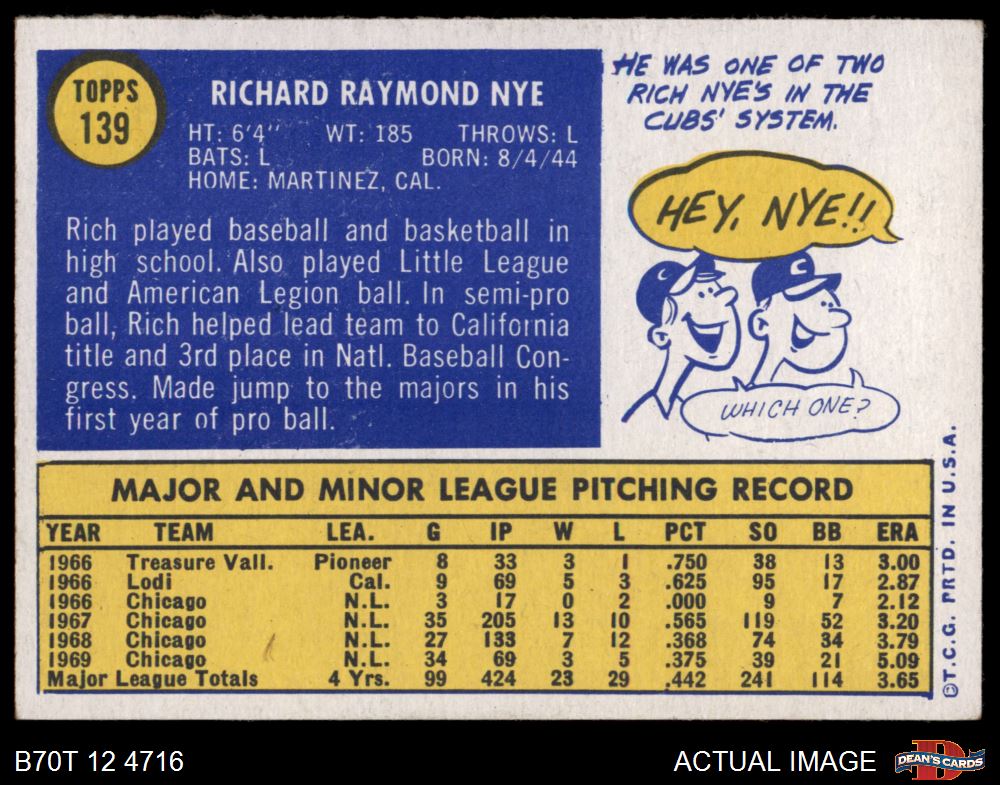 TOPPS
139
RICHARD RAYMOND NYE
HT: 6'4" WT: 185 THROWS: L
BATS: L BORN: 8/4/44
HOME: MARTINEZ, CAL.
Rich played baseball and basketball in
high school. Also played Little League
and American Legion ball. In semi-pro
ball, Rich helped lead team to California
title and 3rd place in Natl. Baseball Con-
gress. Made jump to the majors in his
first year of pro ball.
HE WAS ONE OF TWO
RICH NYE'S IN THE
CUBS' SYSTEM.
HEY, NYE!!
C
WHICH ONE?
MAJOR AND MINOR LEAGUE PITCHING RECORD
YEAR TEAM LEA. G IP W L PCT SO BB ERA
1966 Treasure Vall. Pioneer 8 33 3 1 .750 38 13 3.00
1966 Lodi Cal. 9 69 5 3 .625 95 17 2.87
1966 Chicago N.L. 3 17 0 2 .000 9 7 2.12
1967 Chicago N.L. 35 205 13 10 .565 119 52 3.20
1968 Chicago N.L. 27 133 7 12 .368 74 34 3.79
1969 Chicago N.L. 34 69 3 5 .375 39 21 5.09
Major League Totals 4 Yrs. 99 424 23 29 .442 241 114 3.65
©T.C.G. PRTD. IN U.S.A.
B70T 12 4716
ACTUAL IMAGE
DEAN'S CARDS